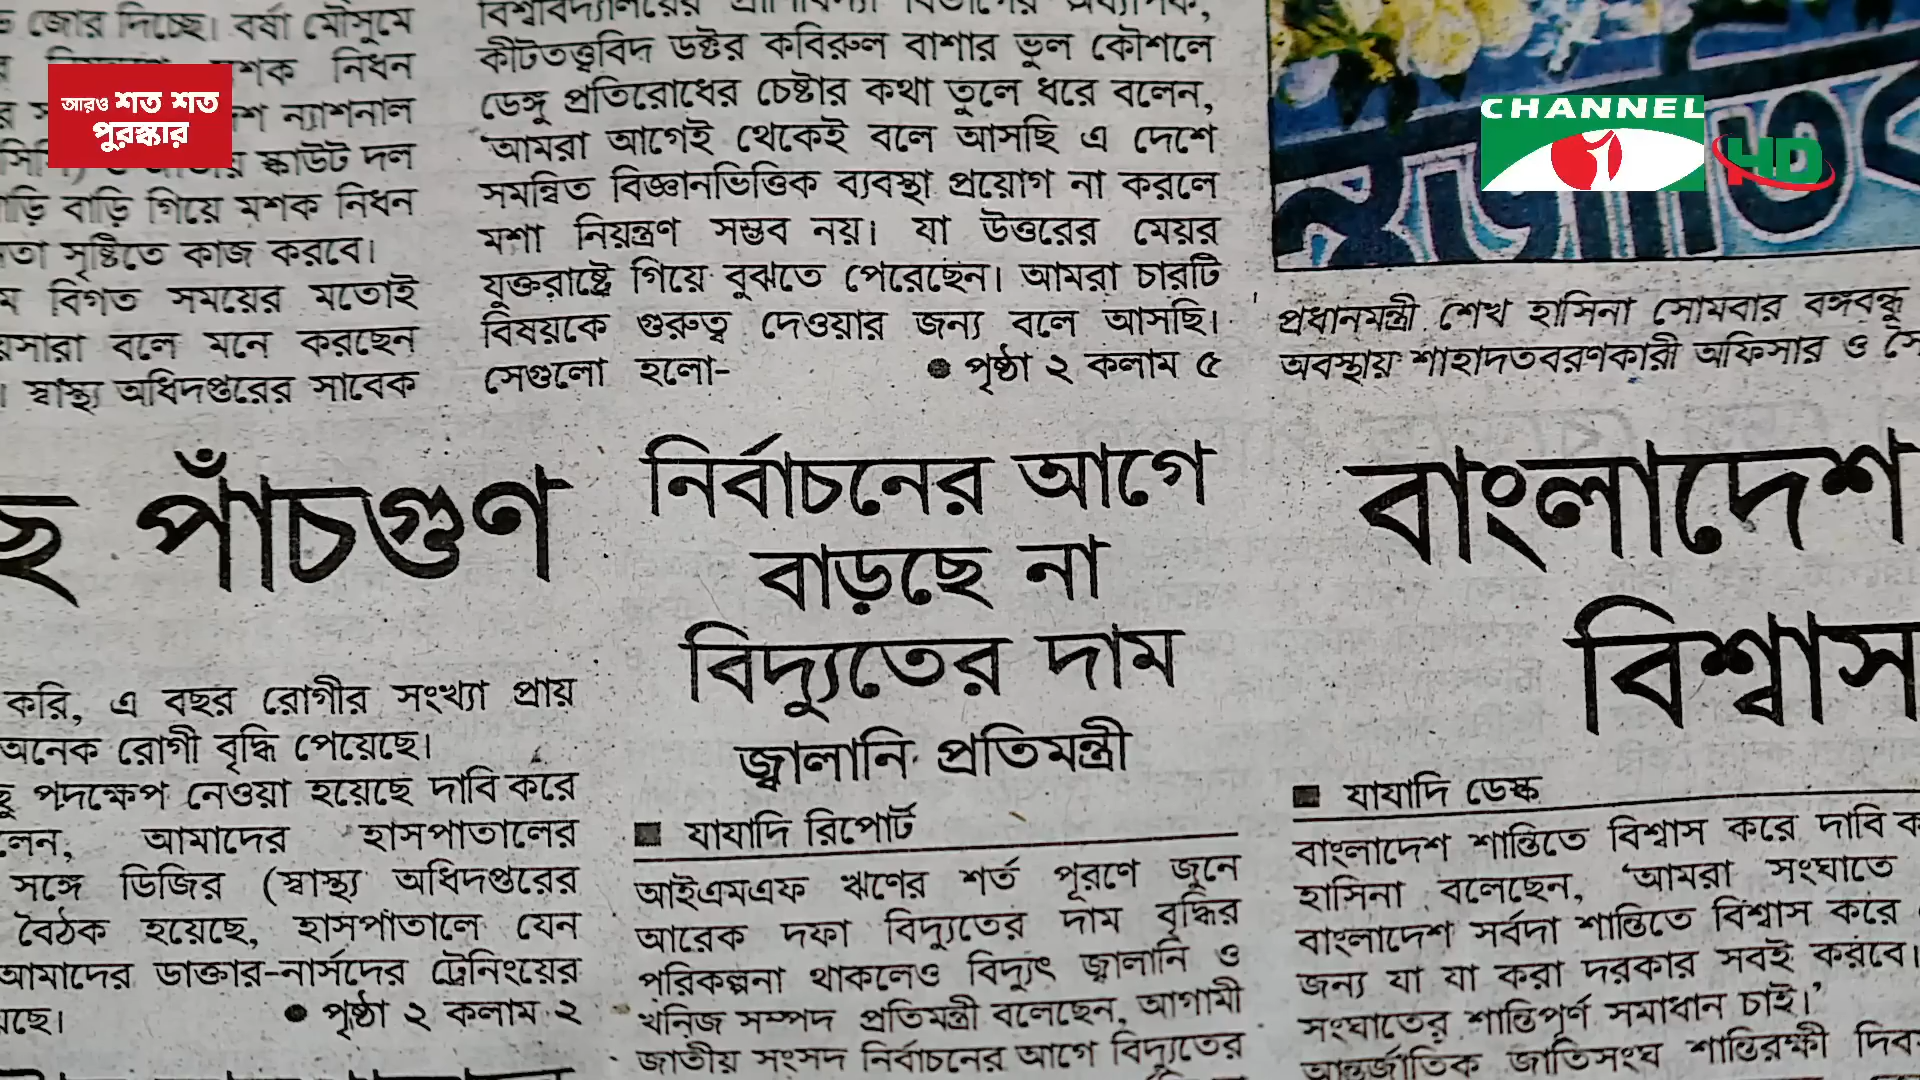 আরও শত শত
পুরস্কার
CHANNEL
HD
জোর দিচ্ছে। বর্ষা মৌসুমে
মশক নিধন
ন্যাশনাল
স্কাউট দল
বাড়ি গিয়ে মশক নিধন
সৃষ্টিতে কাজ করবে।
বিগত সময়ের মতোই
বলে মনে করছেন
। স্বাস্থ্য অধিদপ্তরের সাবেক
কীটতত্ত্ববিদ ডক্টর কবিরুল বাশার ভুল কৌশলে
ডেঙ্গু প্রতিরোধের চেষ্টার কথা তুলে ধরে বলেন,
'আমরা আগেই থেকেই বলে আসছি এ দেশে
সমন্বিত বিজ্ঞানভিত্তিক ব্যবস্থা প্রয়োগ না করলে
মশা নিয়ন্ত্রণ সম্ভব নয়। যা উত্তরের মেয়র
যুক্তরাষ্ট্রে গিয়ে বুঝতে পেরেছেন। আমরা চারটি
বিষয়কে গুরুত্ব দেওয়ার জন্য বলে আসছি।
সেগুলো হলো-
● পৃষ্ঠা ২ কলাম ৫
প্রধানমন্ত্রী শেখ হাসিনা সোমবার বঙ্গবন্ধু
অবস্থায় শাহাদতবরণকারী অফিসার ও
ছে পাঁচগুণ
করি, এ বছর রোগীর সংখ্যা প্রায়
অনেক রোগী বৃদ্ধি পেয়েছে।
পদক্ষেপ নেওয়া হয়েছে দাবি করে
আমাদের হাসপাতালের
সঙ্গে ডিজির (স্বাস্থ্য অধিদপ্তরের
বৈঠক হয়েছে, হাসপাতালে যেন
আমাদের ডাক্তার-নার্সদের ট্রেনিংয়ের
● পৃষ্ঠা ২ কলাম ২
নির্বাচনের আগে
বাড়ছে না
বিদ্যুতের দাম
জ্বালানি প্রতিমন্ত্রী
■ যাযাদি রিপোর্ট
আইএমএফ ঋণের শর্ত পূরণে জুনে
আরেক দফা বিদ্যুতের দাম বৃদ্ধির
পরিকল্পনা থাকলেও বিদ্যুৎ জ্বালানি ও
খনিজ সম্পদ প্রতিমন্ত্রী বলেছেন, আগামী
জাতীয় সংসদ নির্বাচনের আগে বিদ্যুতের
বাংলাদেশ
বিশ্বাস
■ যাযাদি ডেস্ক
বাংলাদেশ শান্তিতে বিশ্বাস করে দাবি
হাসিনা বলেছেন, 'আমরা সংঘাতে
বাংলাদেশ সর্বদা শান্তিতে বিশ্বাস করে
জন্য যা যা করা দরকার সবই করবে।
সংঘাতের শান্তিপূর্ণ সমাধান চাই।'
আন্তর্জাতিক জাতিসংঘ শান্তিরক্ষী